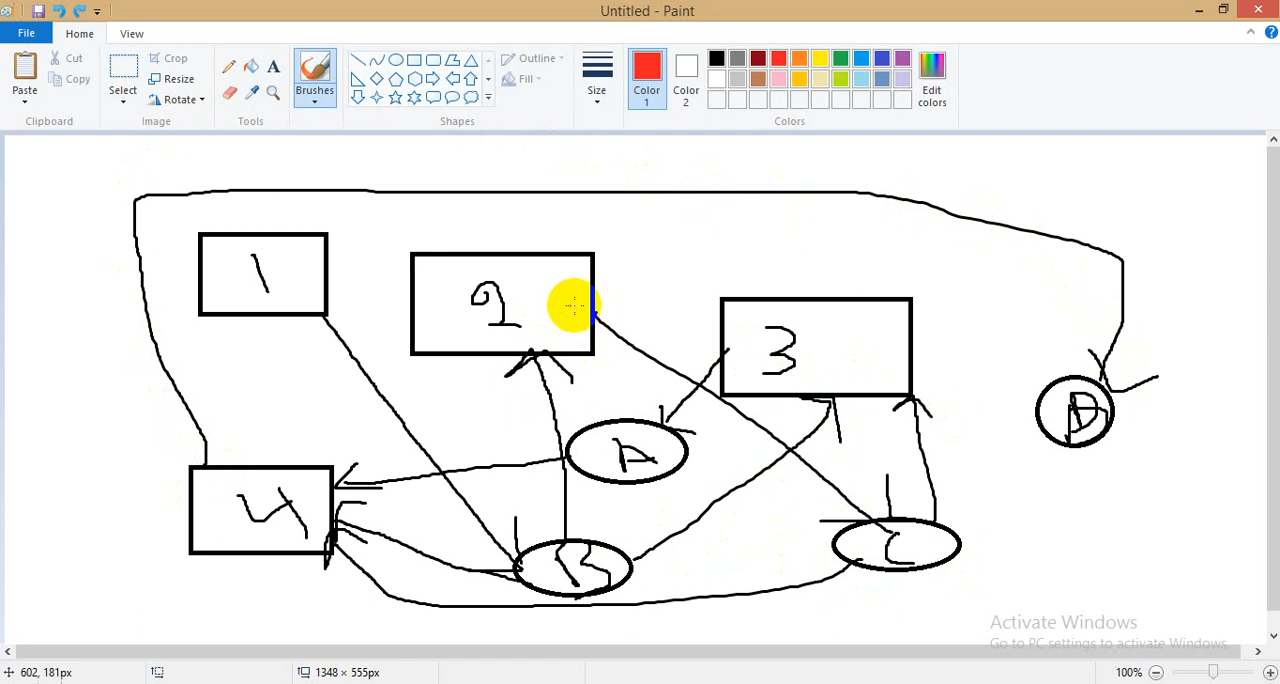 Untitled - Paint
File Home View
Paste
Cut
Copy
Clipboard
Select
Crop
Resize
Rotate
Image
Tools
Brushes
Outline
Fill
Shapes
Size
Color 1
Color 2
Edit colors
Colors
1
2
3
A
D
4
B
C
Activate Windows
Go to PC settings to activate Windows.
602, 181px
1348 × 555px
100%